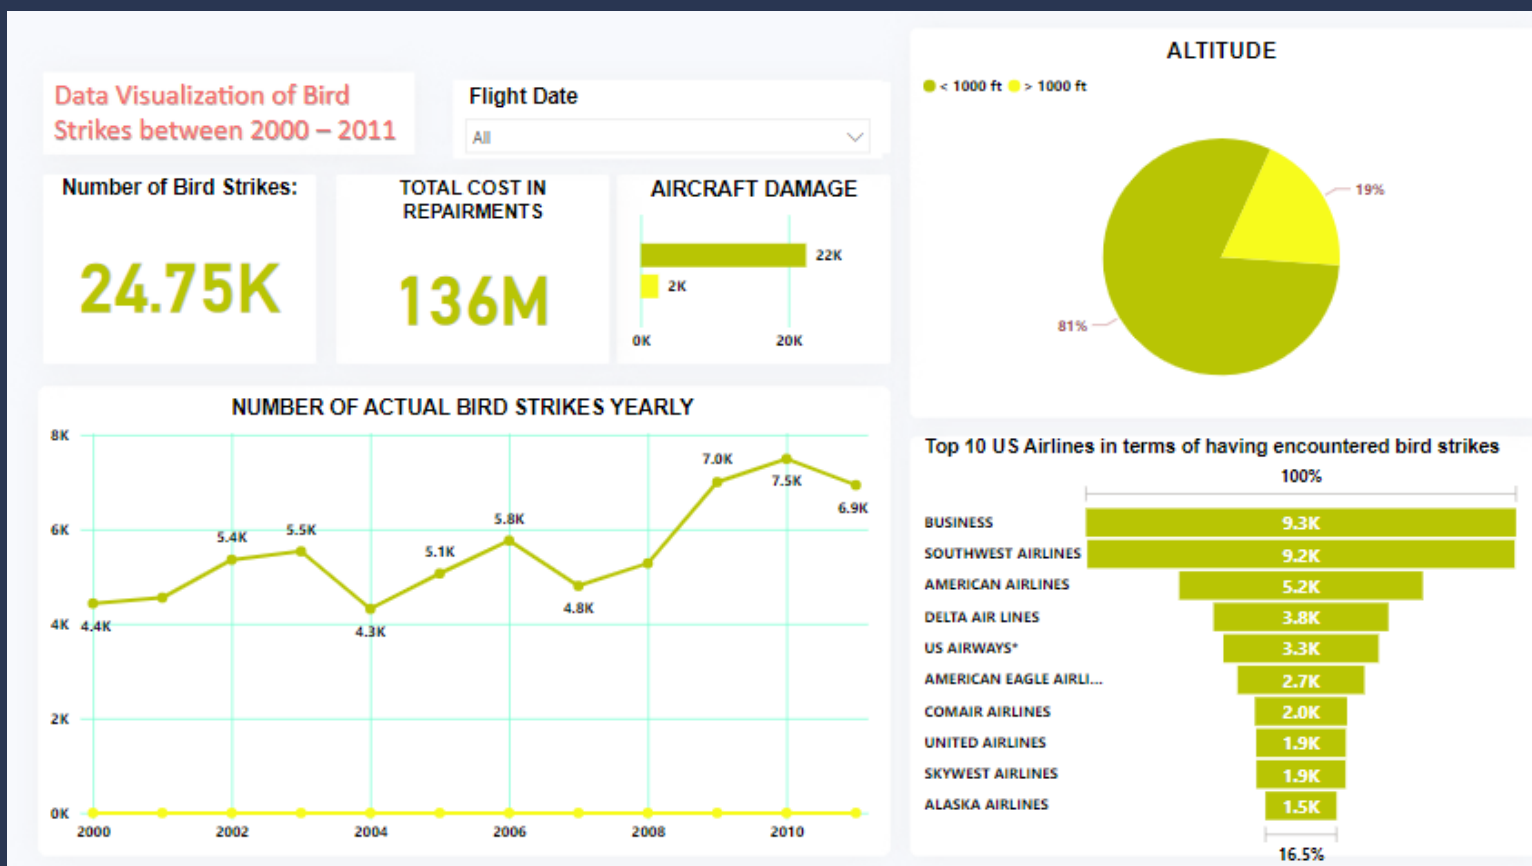 Data Visualization of Bird
Strikes between 2000 – 2011
Flight Date
All
Number of Bird Strikes:
24.75K
TOTAL COST IN
REPAIRMENTS
136M
AIRCRAFT DAMAGE
22K
2K
0K 20K
ALTITUDE
< 1000 ft > 1000 ft
19%
81%
NUMBER OF ACTUAL BIRD STRIKES YEARLY
8K
6K
4K
2K
0K
4.4K
5.4K
5.5K
4.3K
5.1K
5.8K
4.8K
7.0K
7.5K
6.9K
2000 2002 2004 2006 2008 2010
Top 10 US Airlines in terms of having encountered bird strikes
100%
BUSINESS 9.3K
SOUTHWEST AIRLINES 9.2K
AMERICAN AIRLINES 5.2K
DELTA AIR LINES 3.8K
US AIRWAYS* 3.3K
AMERICAN EAGLE AIRLI... 2.7K
COMAIR AIRLINES 2.0K
UNITED AIRLINES 1.9K
SKYWEST AIRLINES 1.9K
ALASKA AIRLINES 1.5K
16.5%